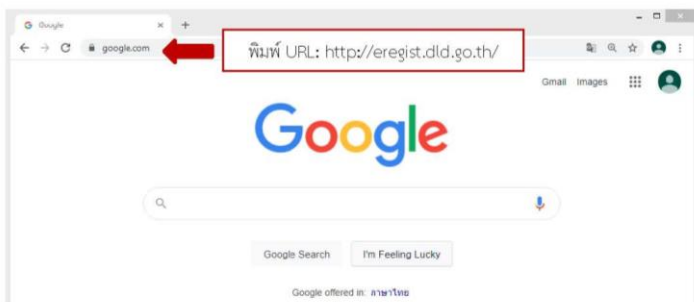 Google
google.com
พิมพ์ URL: http://eregist.dld.go.th/
Gmail Images
Google
Google Search I'm Feeling Lucky
Google offered in: ภาษาไทย